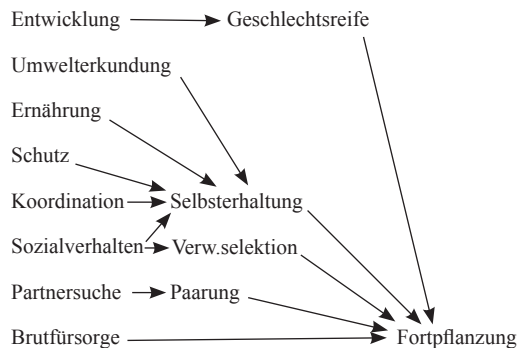 Entwicklung Geschlechtsreife
Umwelterkundung
Ernährung
Schutz
Koordination Selbsterhaltung
Sozialverhalten Verw.selektion
Partnersuche Paarung
Brutfürsorge Fortpflanzung